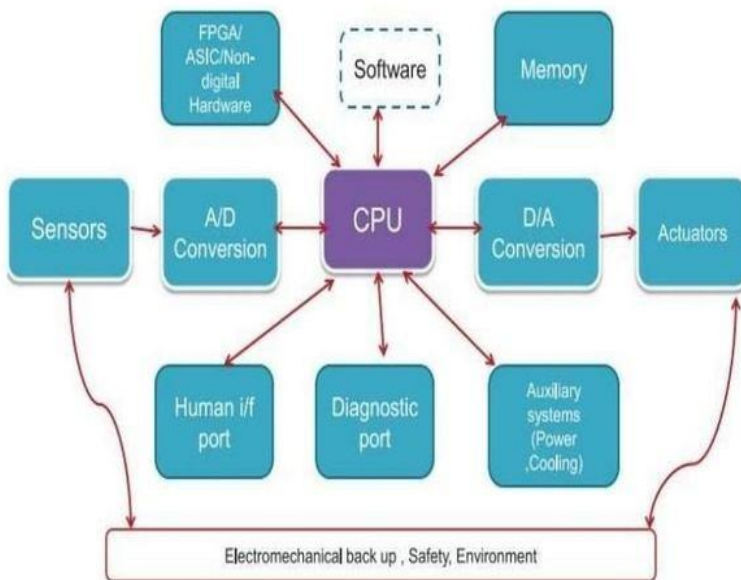 FPGA/
ASIC/Non-
digital
Hardware
Software
Memory
Sensors
A/D
Conversion
CPU
D/A
Conversion
Actuators
Human i/f
port
Diagnostic
port
Auxiliary
systems
(Power
,Cooling)
Electromechanical back up , Safety, Environment